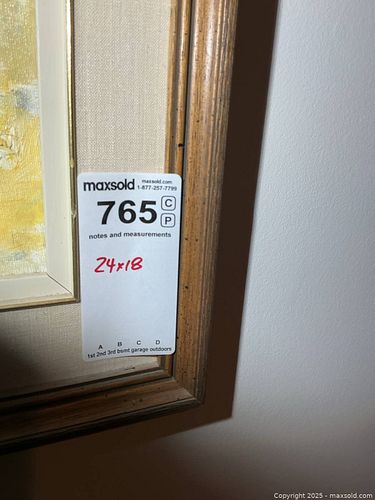 maxsold maxsold.com
1-877-257-7799
765 C
P
notes and measurements
24x18
A B C D
1st 2nd 3rd bsmt garage outdoors
Copyright 2025 - maxsold.com